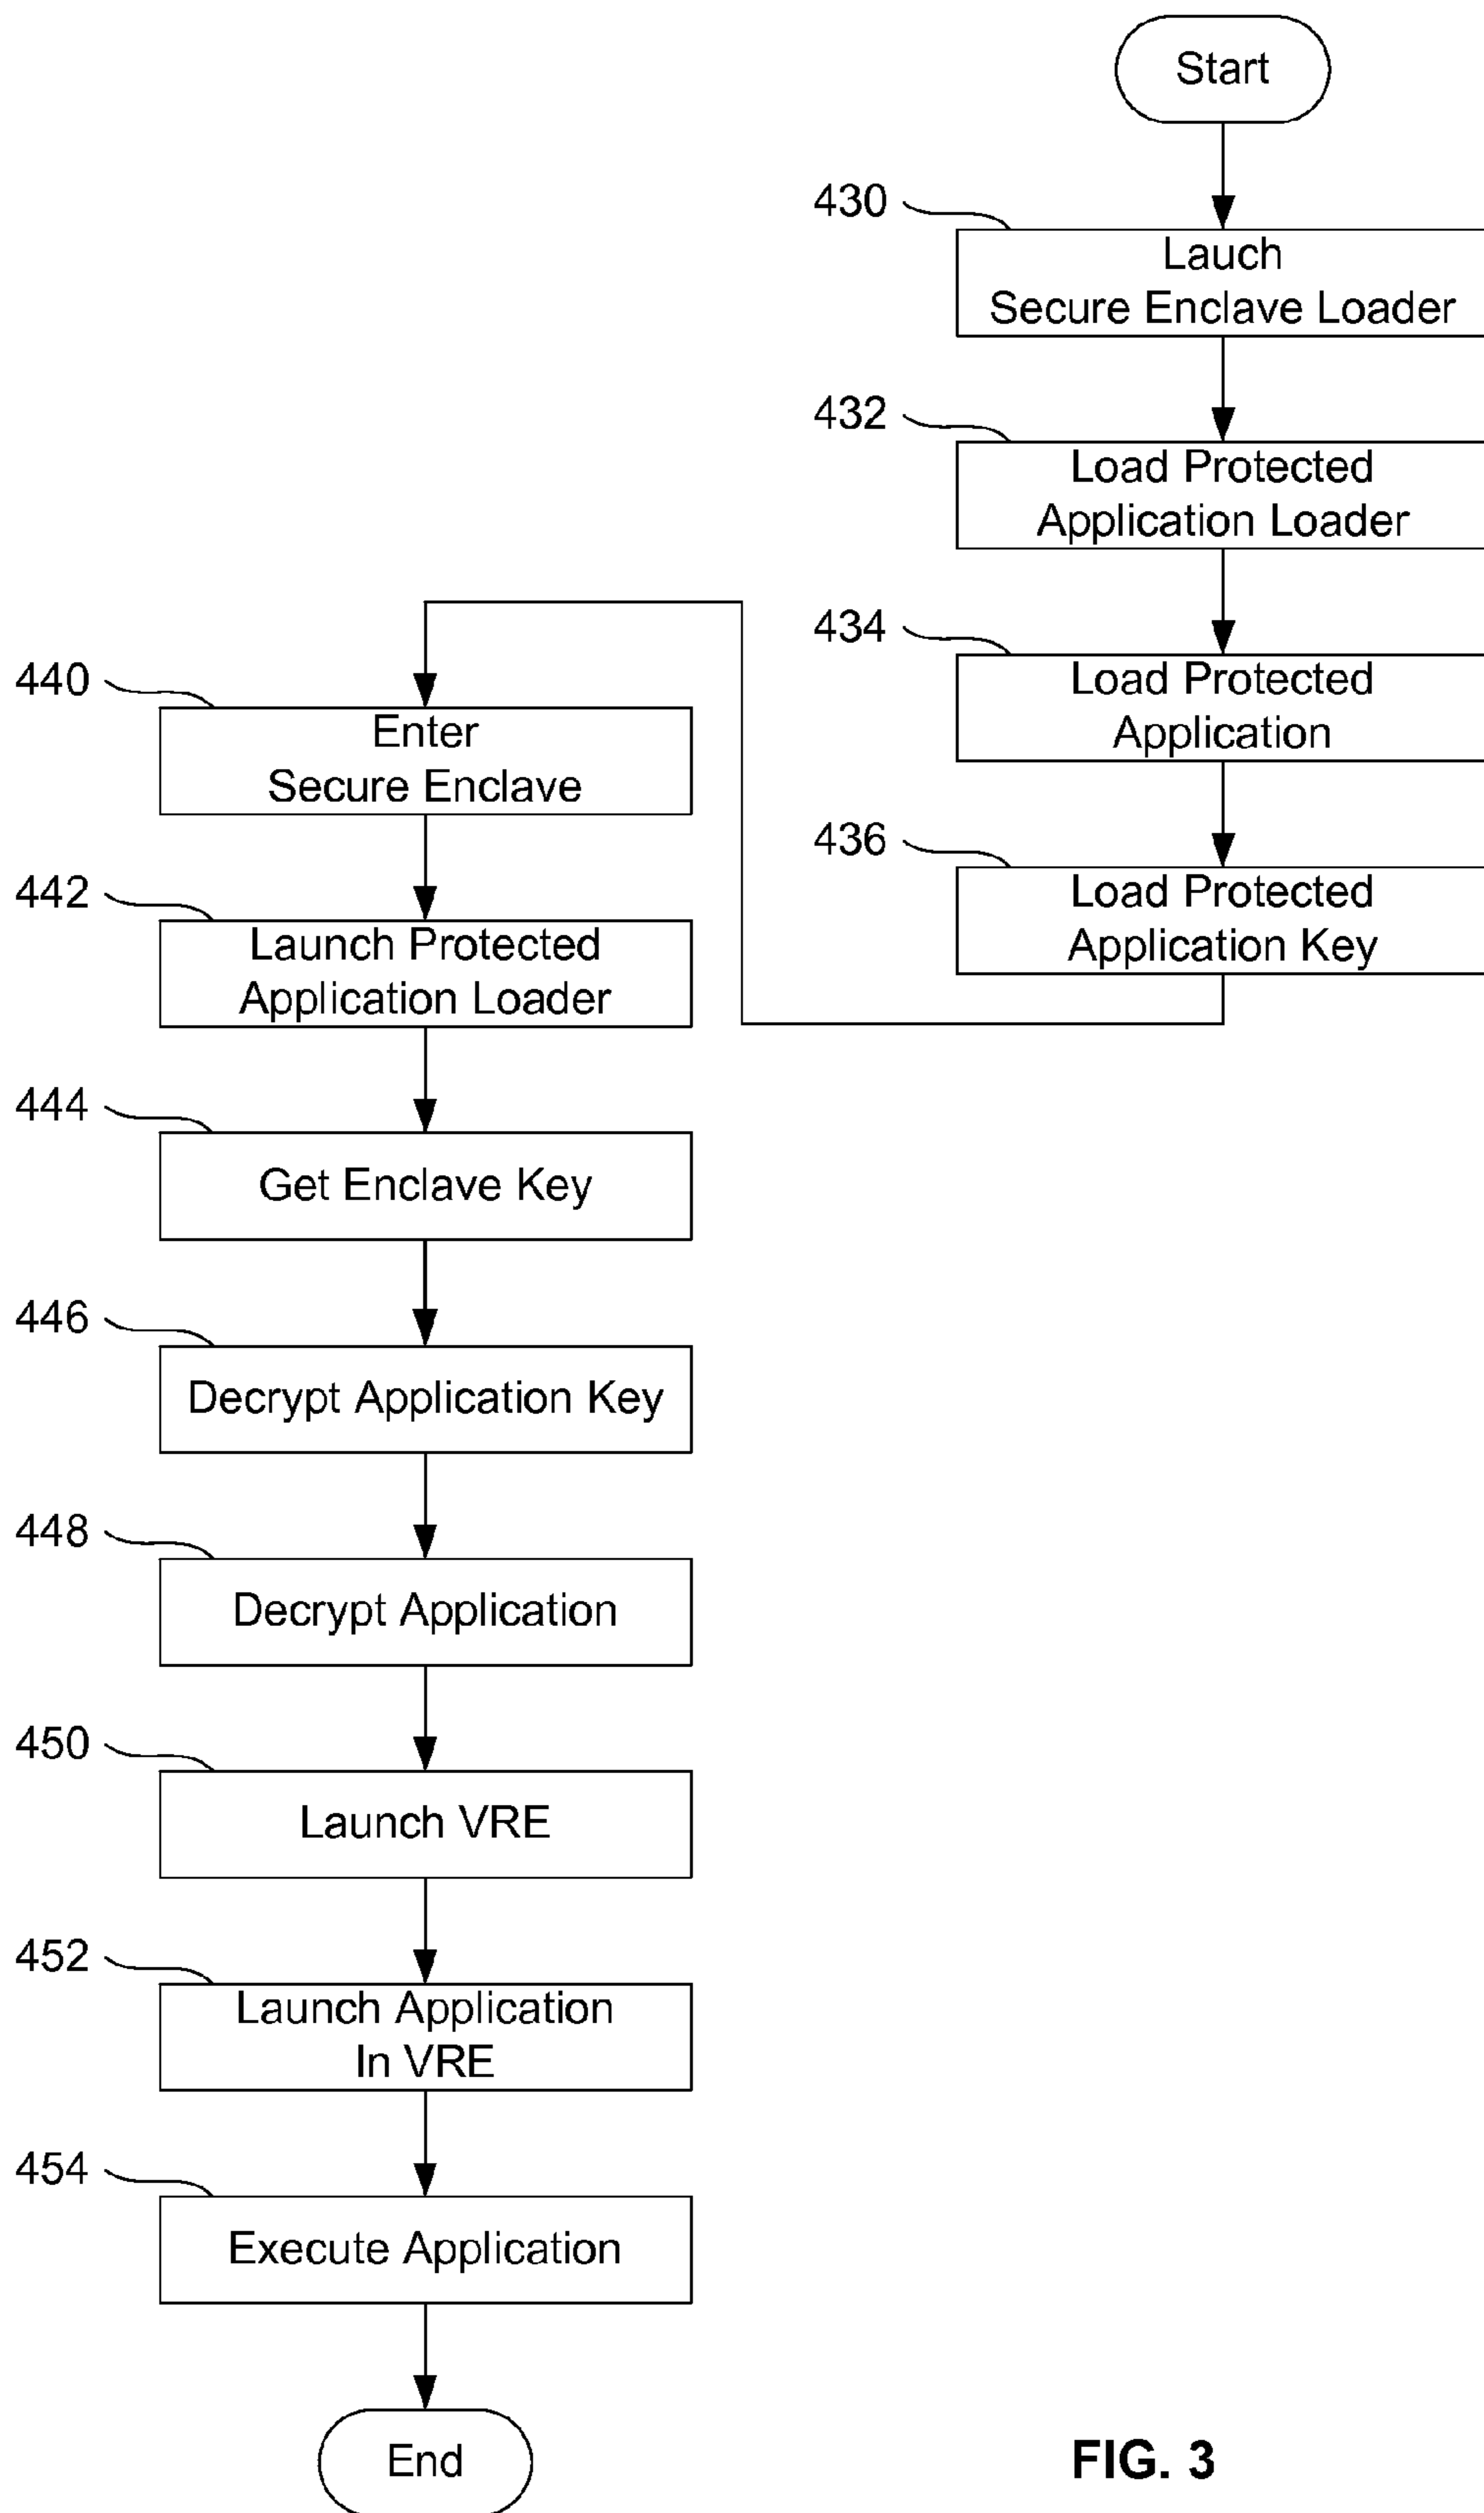 Start
430
Lauch
Secure Enclave Loader
432
Load Protected
Application Loader
434
Load Protected
Application
436
Load Protected
Application Key
440
Enter
Secure Enclave
442
Launch Protected
Application Loader
444
Get Enclave Key
446
Decrypt Application Key
448
Decrypt Application
450
Launch VRE
452
Launch Application
In VRE
454
Execute Application
End
FIG. 3